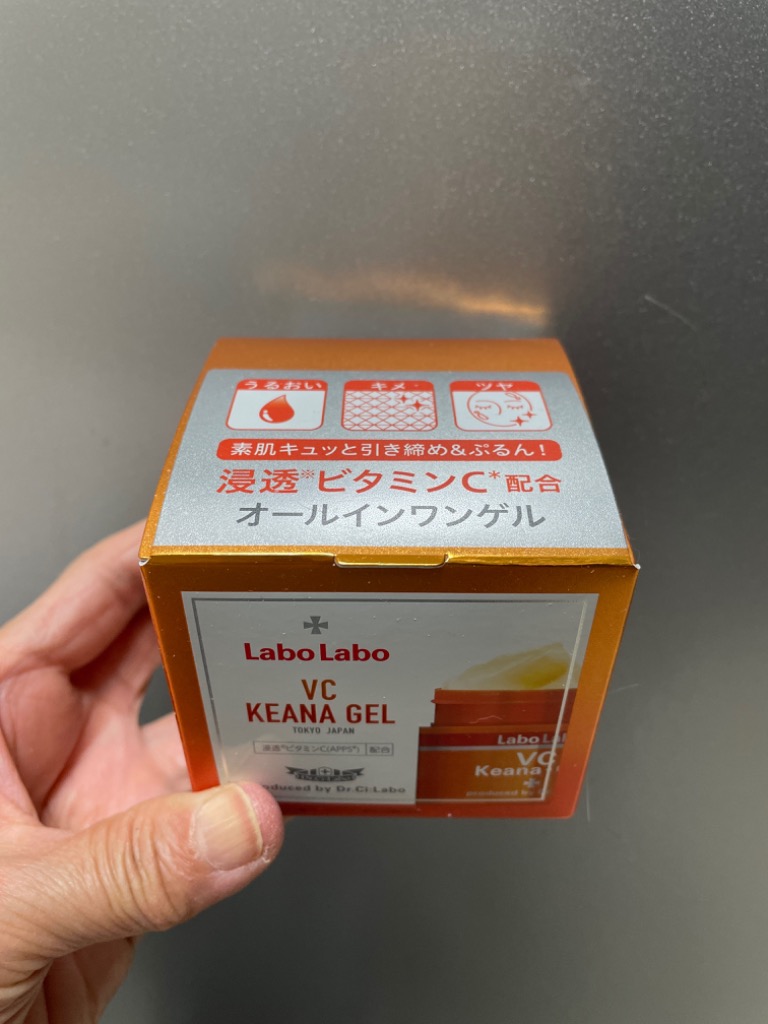 うるおい キメ ツヤ
素肌キュッと引き締め&ぷるん!
浸透※ビタミンC*配合
オールインワンゲル
Labo Labo
VC
KEANA GEL
TOKYO JAPAN
浸透※ビタミンC(APPS*) 配合
by Dr.Ci:Labo
Labo
VC
Keana